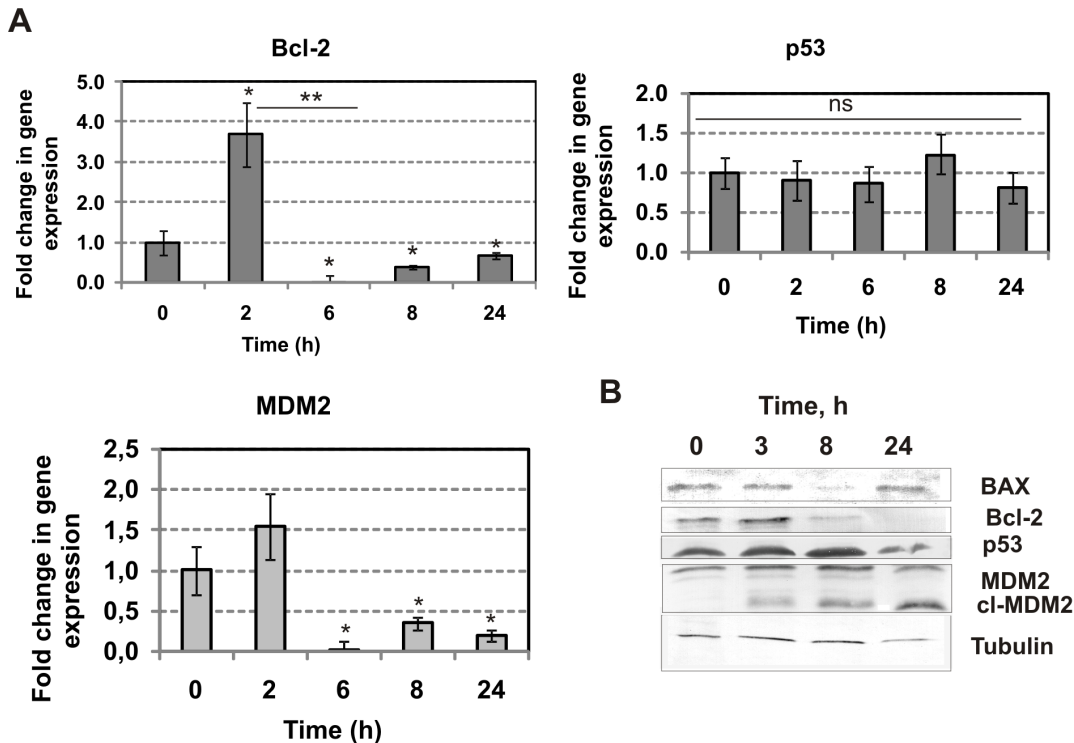 A
Bcl-2
Fold change in gene
expression
5.0
4.0
3.0
2.0
1.0
0.0
*
**
*
*
*
0 2 6 8 24
Time (h)
p53
Fold change in gene
expression
2.0
1.5
1.0
0.5
0.0
ns
0 2 6 8 24
Time (h)
MDM2
Fold change in gene
expression
2,5
2,0
1,5
1,0
0,5
0,0
*
*
*
0 2 6 8 24
Time (h)
B
Time, h
0 3 8 24
BAX
Bcl-2
p53
MDM2
cl-MDM2
Tubulin